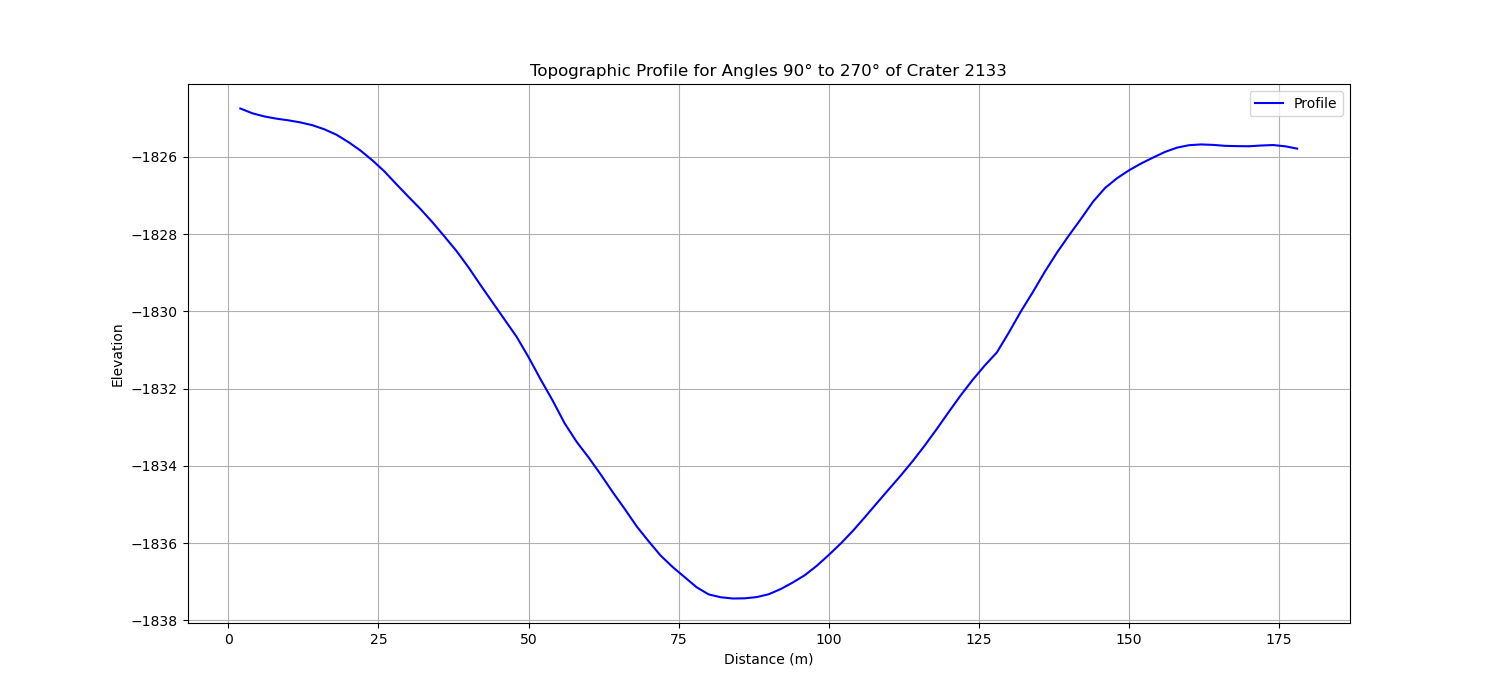 Topographic Profile for Angles 90° to 270° of Crater 2133
Profile
−1826
−1828
−1830
−1832
−1834
−1836
−1838
Elevation
0 25 50 75 100 125 150 175
Distance (m)